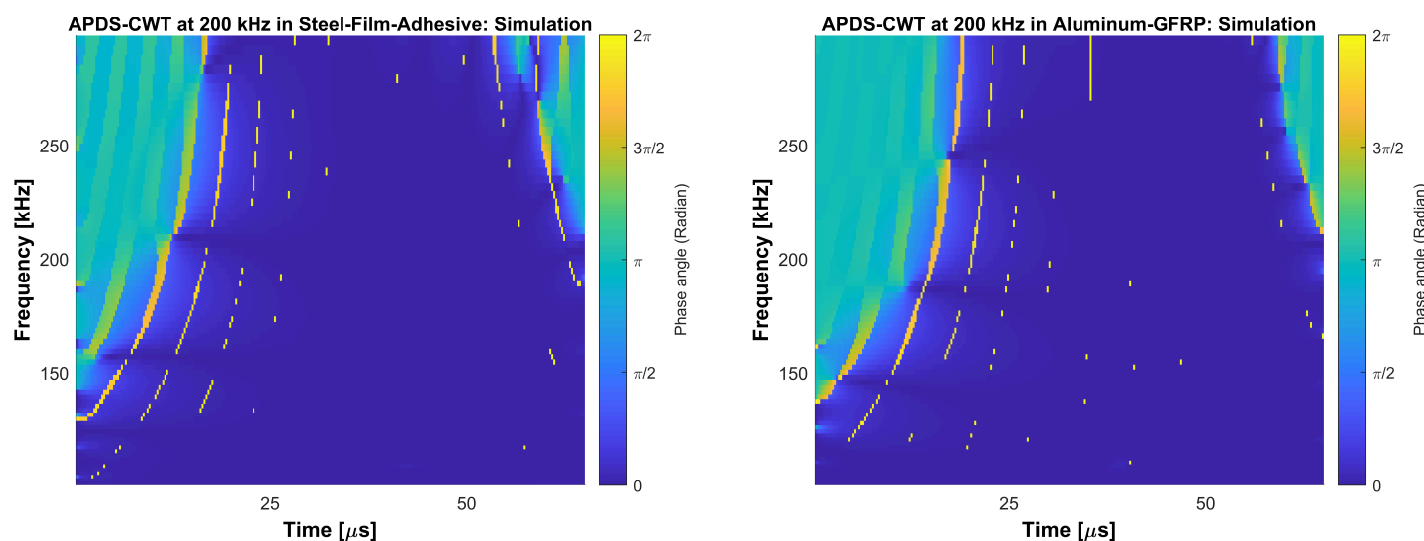 APDS-CWT at 200 kHz in Steel-Film-Adhesive: Simulation
Frequency [kHz]
250
200
150
25
50
Time [μs]
2π
3π/2
π
π/2
0
Phase angle (Radian)
APDS-CWT at 200 kHz in Aluminum-GFRP: Simulation
Frequency [kHz]
250
200
150
25
50
Time [μs]
2π
3π/2
π
π/2
0
Phase angle (Radian)